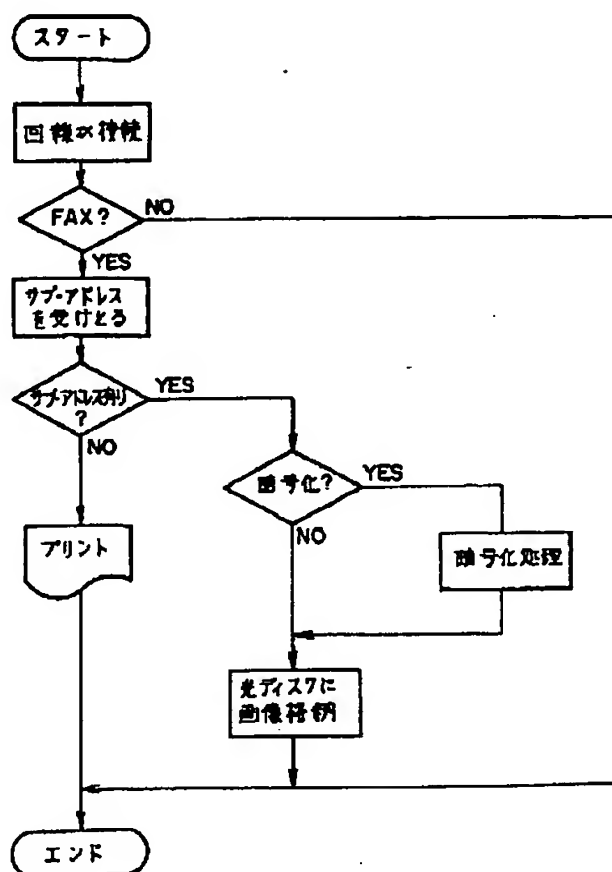 スタート
回線が接続
FAX?
NO
YES
サブ・アドレス
を受けとる
サブ・アドレス有り
?
YES
NO
暗号化?
YES
NO
プリント
暗号化処理
光ディスクに
画像格納
エンド